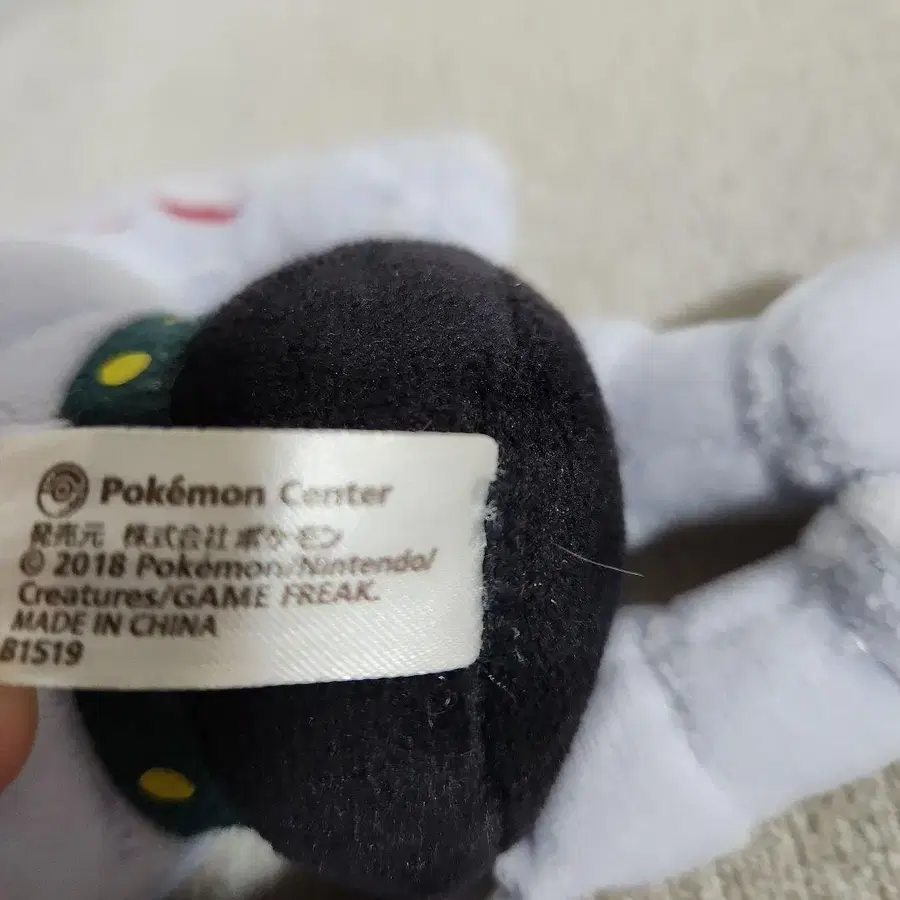 Pokémon Center
発売元 株式会社ポケモン
© 2018 Pokémon/Nintendo/
Creatures/GAME FREAK.
MADE IN CHINA
B1519